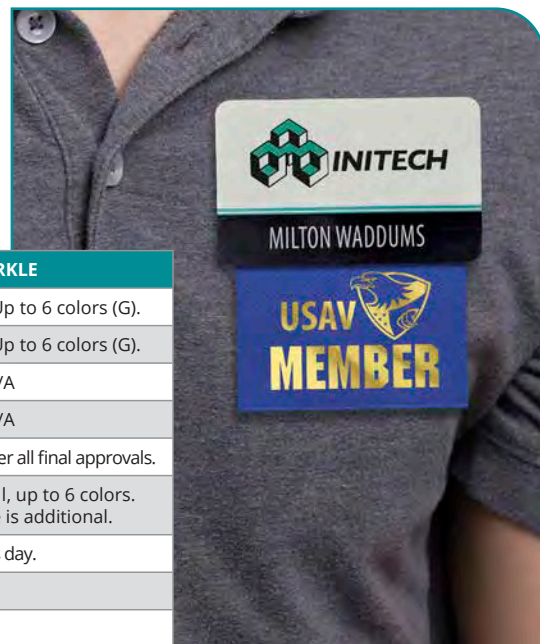 INITECH
MILTON WADDUMS
USAV
MEMBER
RKLE
Up to 6 colors (G).
Up to 6 colors (G).
/A
/A
er all final approvals.
l, up to 6 colors.
e is additional.
day.